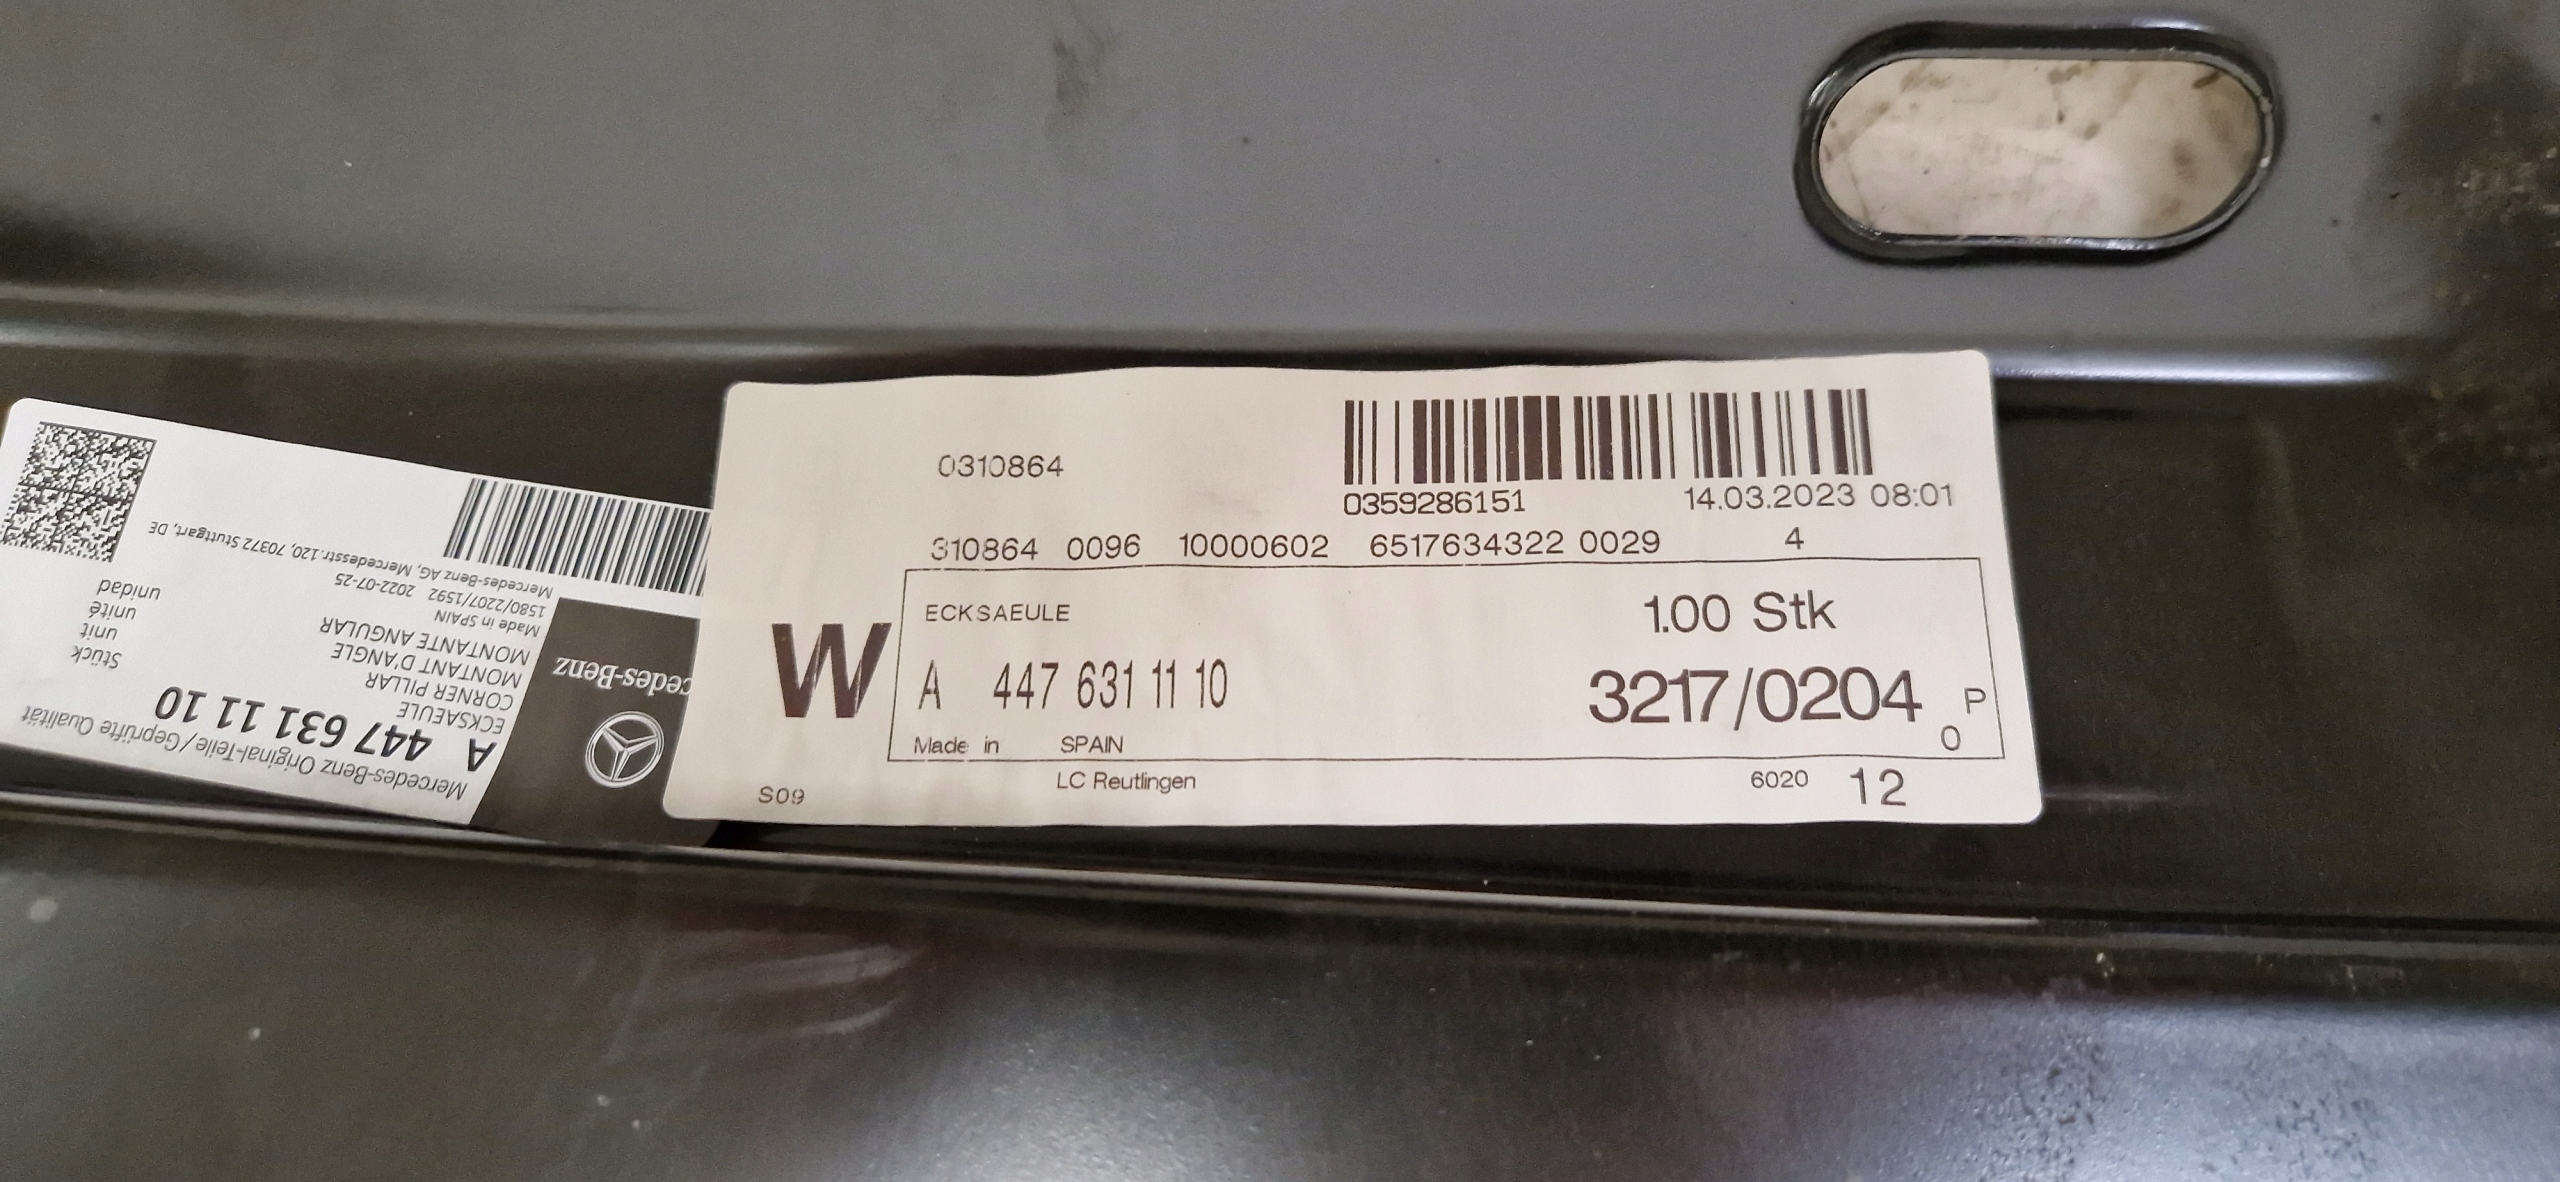 0310864
0359286151 14.03.2023 08:01
310864 0096 10000602 6517634322 0029 4
ECKSAEULE 1.00 Stk
W A 447 631 11 10 3217/0204 P
Made in SPAIN 0
LC Reutlingen 6020 12
S09
Mercedes-Benz Original-Teile / Geprüfte Qualität
A 447 631 11 10
ECKSAEULE Stück
CORNER PILLAR unit
MONTANT D'ANGLE unité
MONTANTE ANGULAR unidad
Made in SPAIN
1580/2207/1592 2022-07-25
Mercedes-Benz AG, Mercedesstr.120, 70372 Stuttgart, DE
cedes-Benz